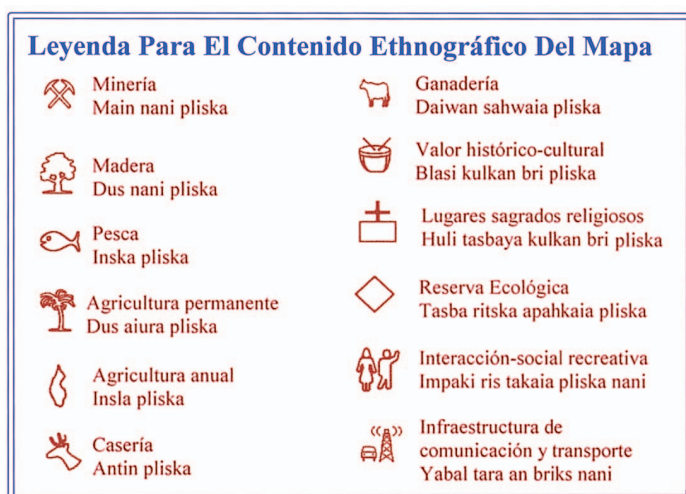 Leyenda Para El Contenido Ethnográfico Del Mapa
Minería
Main nani pliska
Madera
Dus nani pliska
Pesca
Inska pliska
Agricultura permanente
Dus aiura pliska
Agricultura anual
Insla pliska
Casería
Antin pliska
Ganadería
Daiwan sahwaia pliska
Valor histórico-cultural
Blasi kulkan bri pliska
Lugares sagrados religiosos
Huli tasbaya kulkan bri pliska
Reserva Ecológica
Tasba ritska apahkaia pliska
Interacción-social recreativa
Impaki ris takaia pliska nani
Infraestructura de
comunicación y transporte
Yabal tara an briks nani